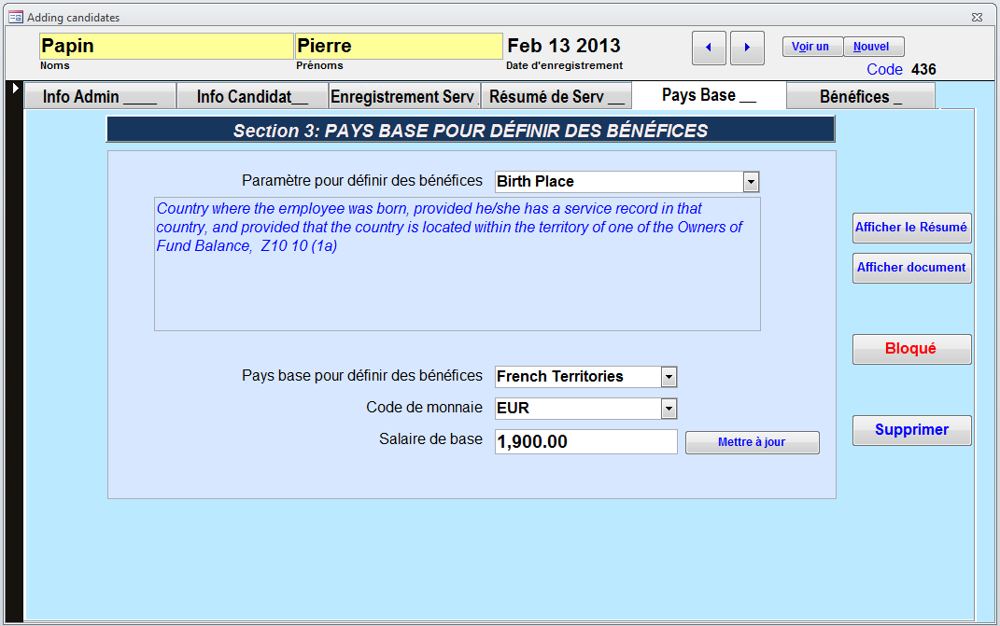 Adding candidates
Papin Pierre Feb 13 2013 Voir un Nouvel
Noms Prénoms Date d'enregistrement
Code 436
Info Admin ____ Info Candidat__ Enregistrement Serv Résumé de Serv __ Pays Base __ Bénéfices _
Section 3: PAYS BASE POUR DÉFINIR DES BÉNÉFICES
Paramètre pour définir des bénéfices Birth Place
Country where the employee was born, provided he/she has a service record in that
country, and provided that the country is located within the territory of one of the Owners of
Fund Balance, Z10 10 (1a)
Afficher le Résumé
Afficher document
Bloqué
Pays base pour définir des bénéfices French Territories
Code de monnaie EUR
Salaire de base 1,900.00 Mettre à jour
Supprimer